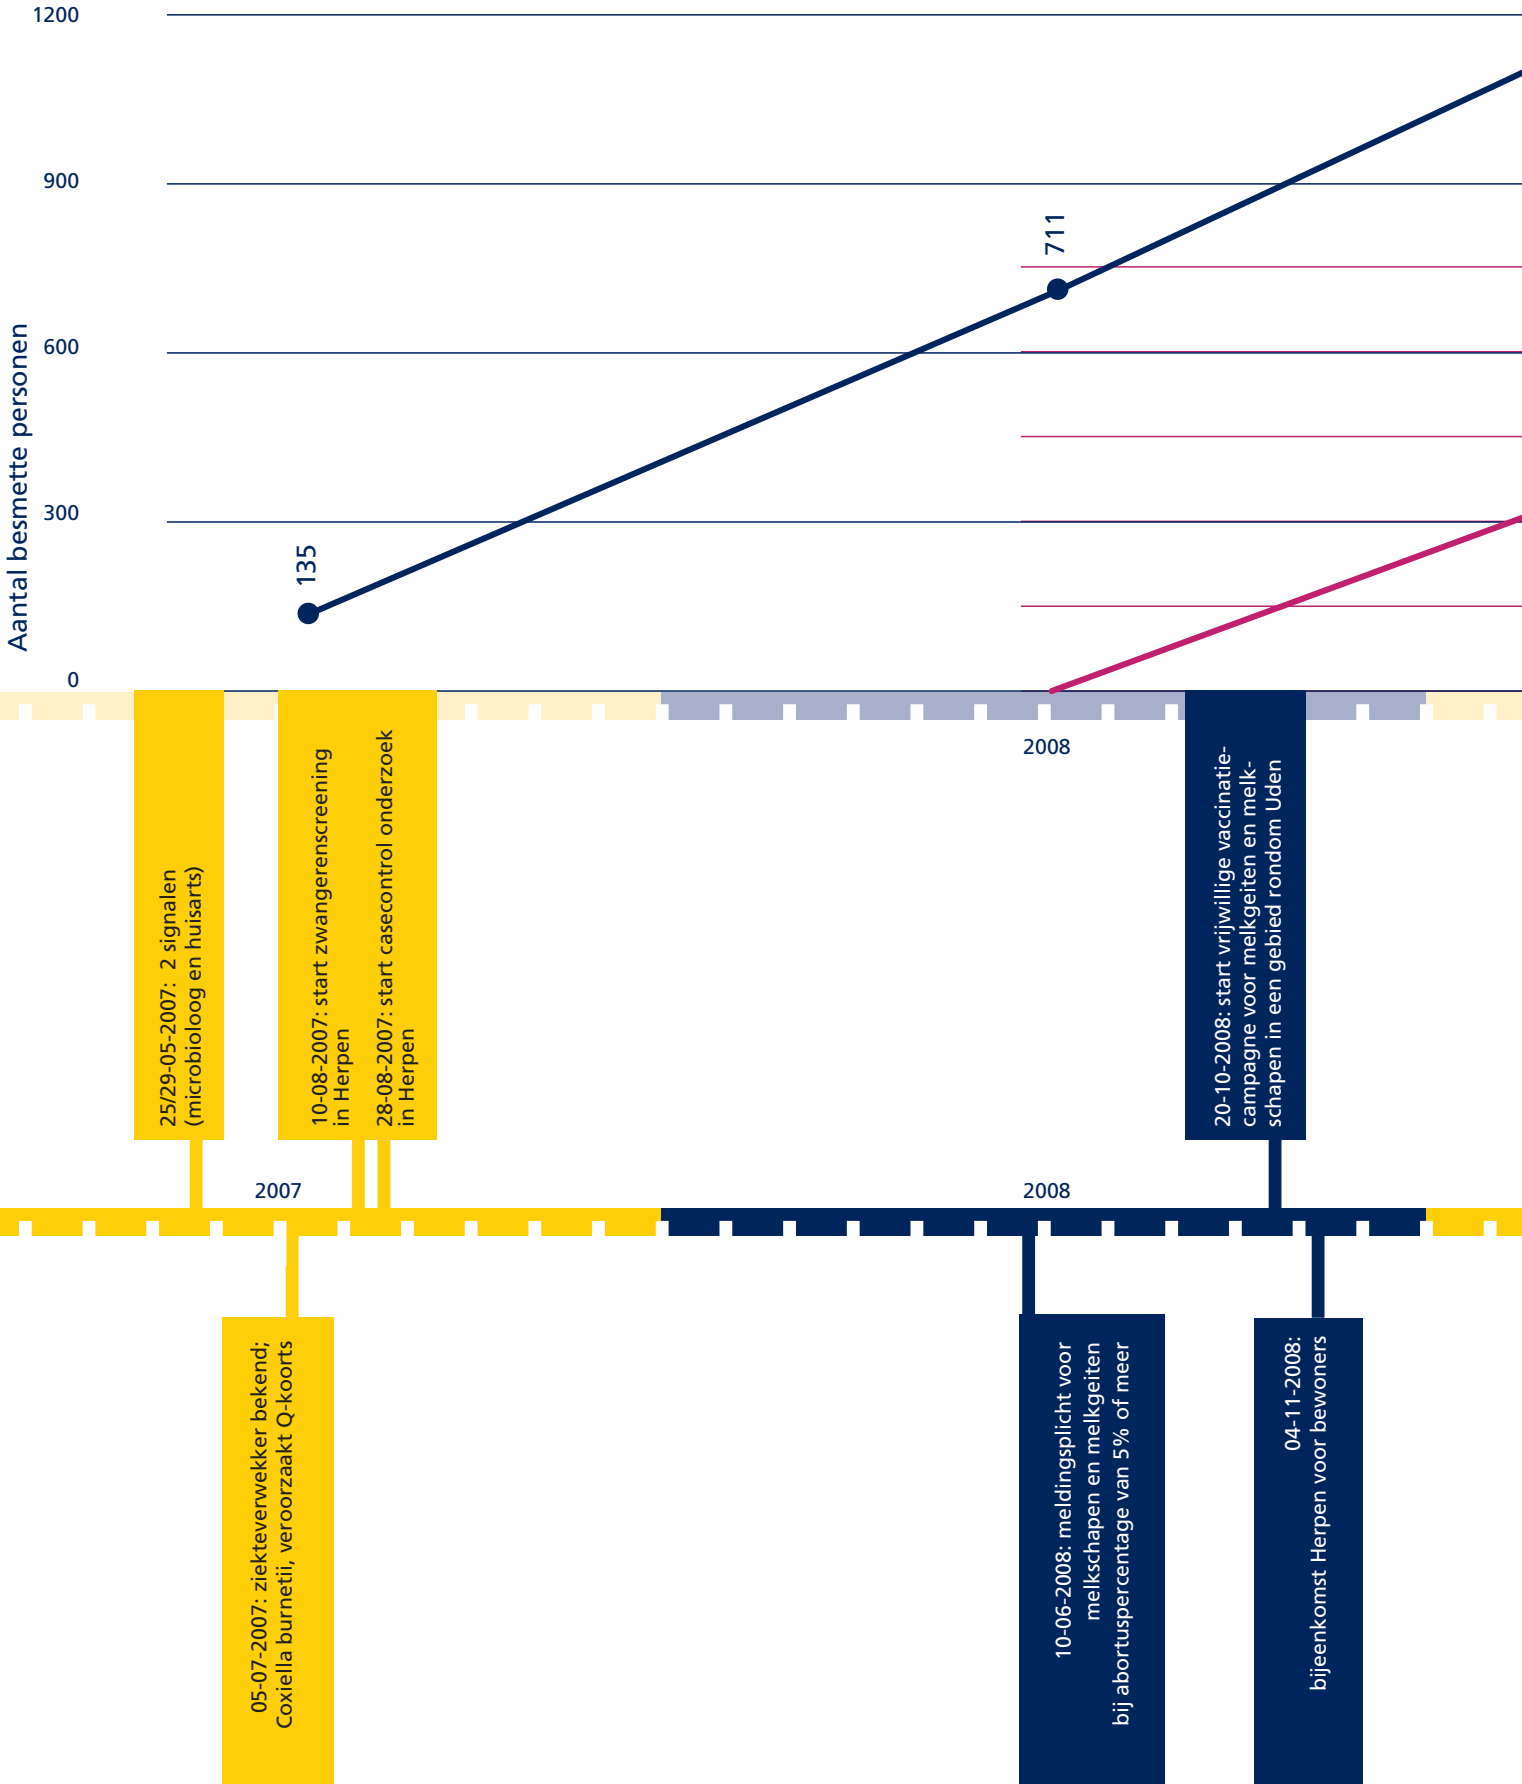 1200
900
600
300
0
Aantal besmette personen
135
711
2008
25/29-05-2007: 2 signalen
(microbioloog en huisarts)
10-08-2007: start zwangerenscreening
in Herpen
28-08-2007: start casecontrol onderzoek
in Herpen
20-10-2008: start vrijwillige vaccinatie-
campagne voor melkgeiten en melk-
schapen in een gebied rondom Uden
2007
2008
05-07-2007: ziekteverwekker bekend;
Coxiella burnetii, veroorzaakt Q-koorts
10-06-2008: meldingsplicht voor
melkschapen en melkgeiten
bij abortuspercentage van 5% of meer
04-11-2008:
bijeenkomst Herpen voor bewoners